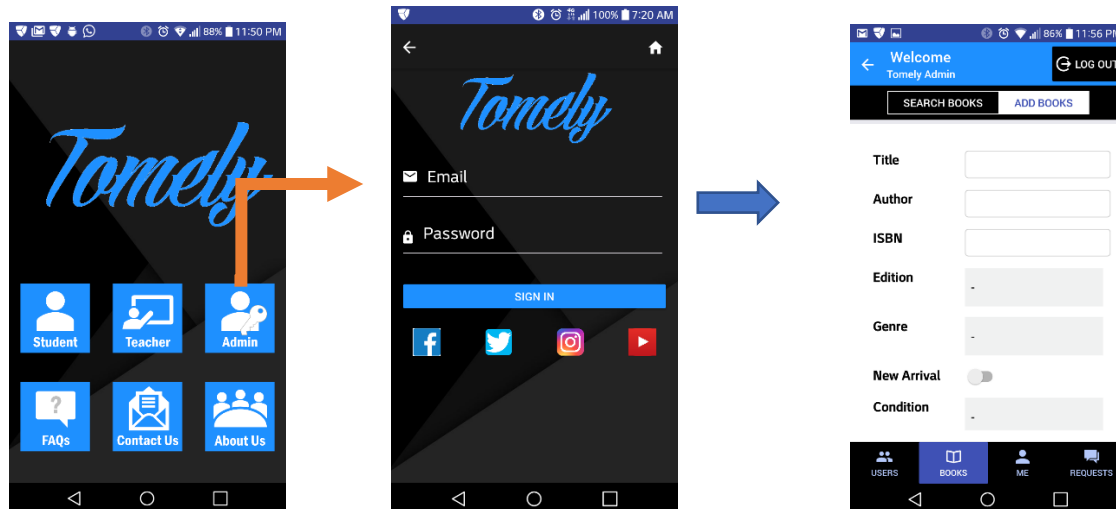 88% 11:50 PM
Tomely
Student Teacher Admin
?
FAQs Contact Us About Us
4G 100% 7:20 AM
Tomely
Email
Password
SIGN IN
86% 11:56 PM
Welcome
Tomely Admin
LOG OUT
SEARCH BOOKS ADD BOOKS
Title
Author
ISBN
Edition -
Genre -
New Arrival
Condition -
USERS BOOKS ME REQUESTS